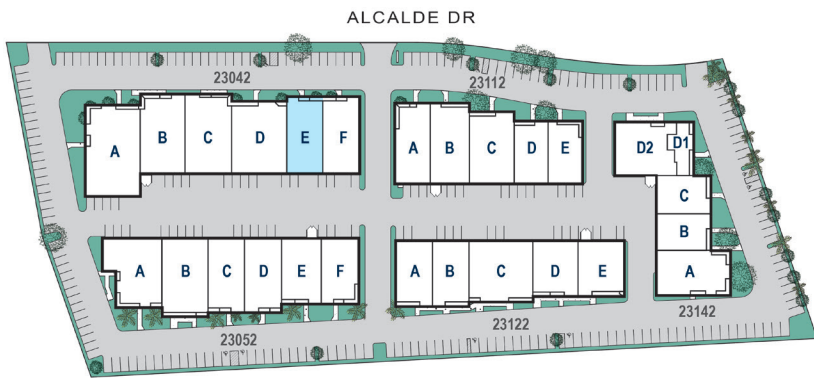 ALCALDE DR
23042
23112
A B C D E F
A B C D E
D2 D1
C
B
A
A B C D E F
A B C D E
23052
23122
23142